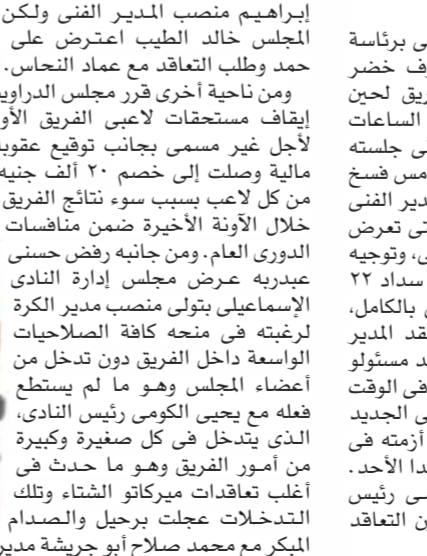 إبراهيم منصب المدير الفنى ولكن
المجلس خالد الطيب اعترض على
حمد وطلب التعاقد مع عماد النحاس.
ومن ناحية أخرى قرر مجلس الدراويش
إيقاف مستحقات لاعبى الفريق الأول
لأجل غير مسمى بجانب توقيع عقوبة
مالية وصلت إلى خصم ٢٠ ألف جنيه
من كل لاعب بسبب سوء نتائج الفريق
خلال الآونة الأخيرة ضمن منافسات
الدورى العام. ومن جانبه رفض حسنى
عبدربه عرض مجلس إدارة النادى
الإسماعيلى بتولى منصب مدير الكرة
لرغبته فى منحه كافة الصلاحيات
الواسعة داخل الفريق دون تدخل من
أعضاء المجلس وهو ما لم يستطع
فعله مع يحيى الكومى رئيس النادى،
الذى يتدخل فى كل صغيرة وكبيرة
من أمور الفريق وهو ما حدث فى
أغلب تعاقدات ميركاتو الشتاء وتلك
التدخلات عجلت برحيل والصدام
المبكر مع محمد صلاح أبو جريشة مدير
ى برئاسة
خضر
ريق لحين
الساعات
نى جلسته
مس فسخ
دير الفنى
تى تعرض
ى، وتوجيه
سداد ٢٢
ى بالكامل،
قد المدير
د مسئولو
فى الوقت
ى الجديد
أزمته فى
دا الأحد.
ى رئيس
ن التعاقد